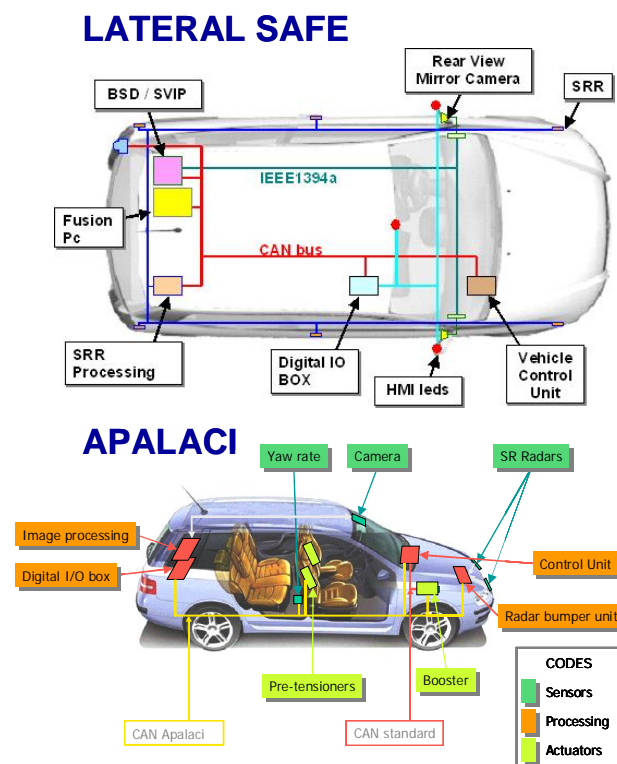 LATERAL SAFE
Rear View
Mirror Camera
SRR
BSD / SVIP
IEEE1394a
Fusion
Pc
CAN bus
SRR
Processing
Digital IO
BOX
HMI leds
Vehicle
Control
Unit
APALACI
Yaw rate
Camera
SR Radars
Image processing
Digital I/O box
Control Unit
Radar bumper unit
Pre-tensioners
Booster
CAN Apalaci
CAN standard
CODES
Sensors
Processing
Actuators